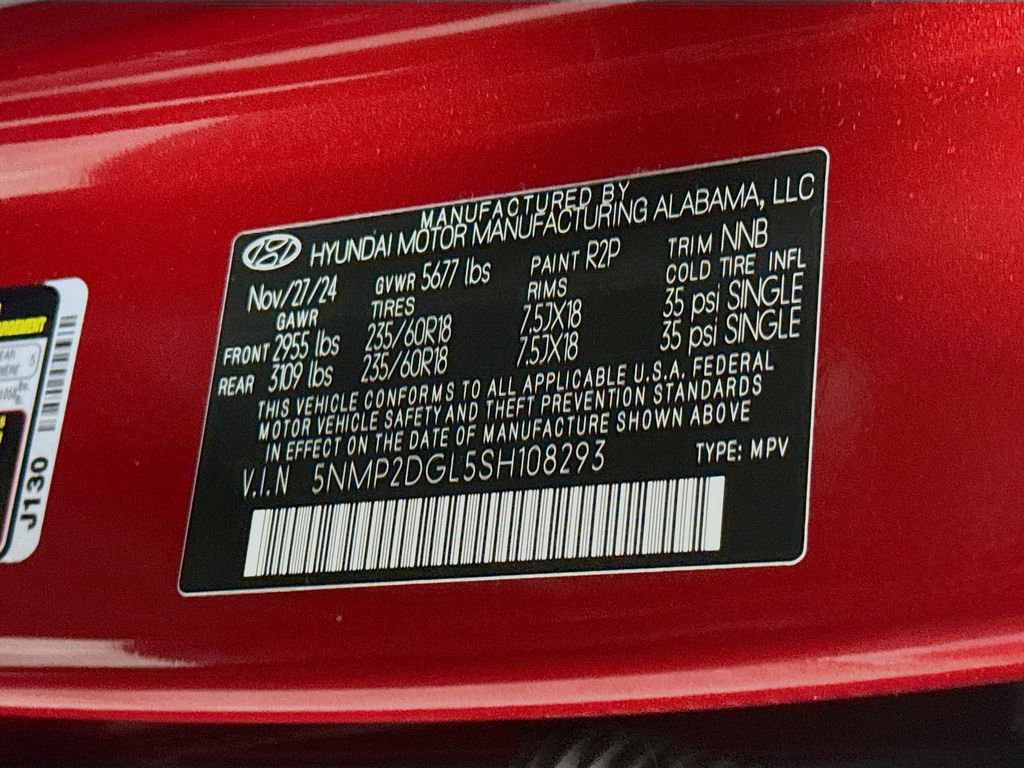 MANUFACTURED BY
HYUNDAI MOTOR MANUFACTURING ALABAMA, LLC
Nov/27/24 GVWR 5677 lbs PAINT R2P TRIM NNB
GAWR TIRES RIMS COLD TIRE INFL
FRONT 2955 lbs 235/60R18 7.5JX18 35 psi SINGLE
REAR 3109 lbs 235/60R18 7.5JX18 35 psi SINGLE
THIS VEHICLE CONFORMS TO ALL APPLICABLE U.S.A. FEDERAL
MOTOR VEHICLE SAFETY AND THEFT PREVENTION STANDARDS
IN EFFECT ON THE DATE OF MANUFACTURE SHOWN ABOVE
V.I.N 5NMP2DGL5SH108293 TYPE: MPV
J130